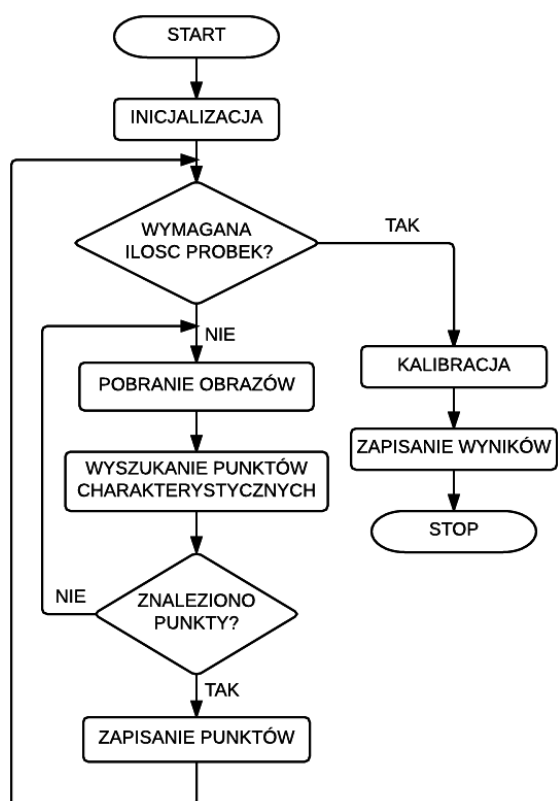 START
INICJALIZACJA
WYMAGANA
ILOSC PROBEK?
TAK
NIE
POBRANIE OBRAZÓW
KALIBRACJA
WYSZUKANIE PUNKTÓW
CHARAKTERYSTYCZNYCH
ZAPISANIE WYNIKÓW
STOP
NIE
ZNALEZIONO
PUNKTY?
TAK
ZAPISANIE PUNKTÓW